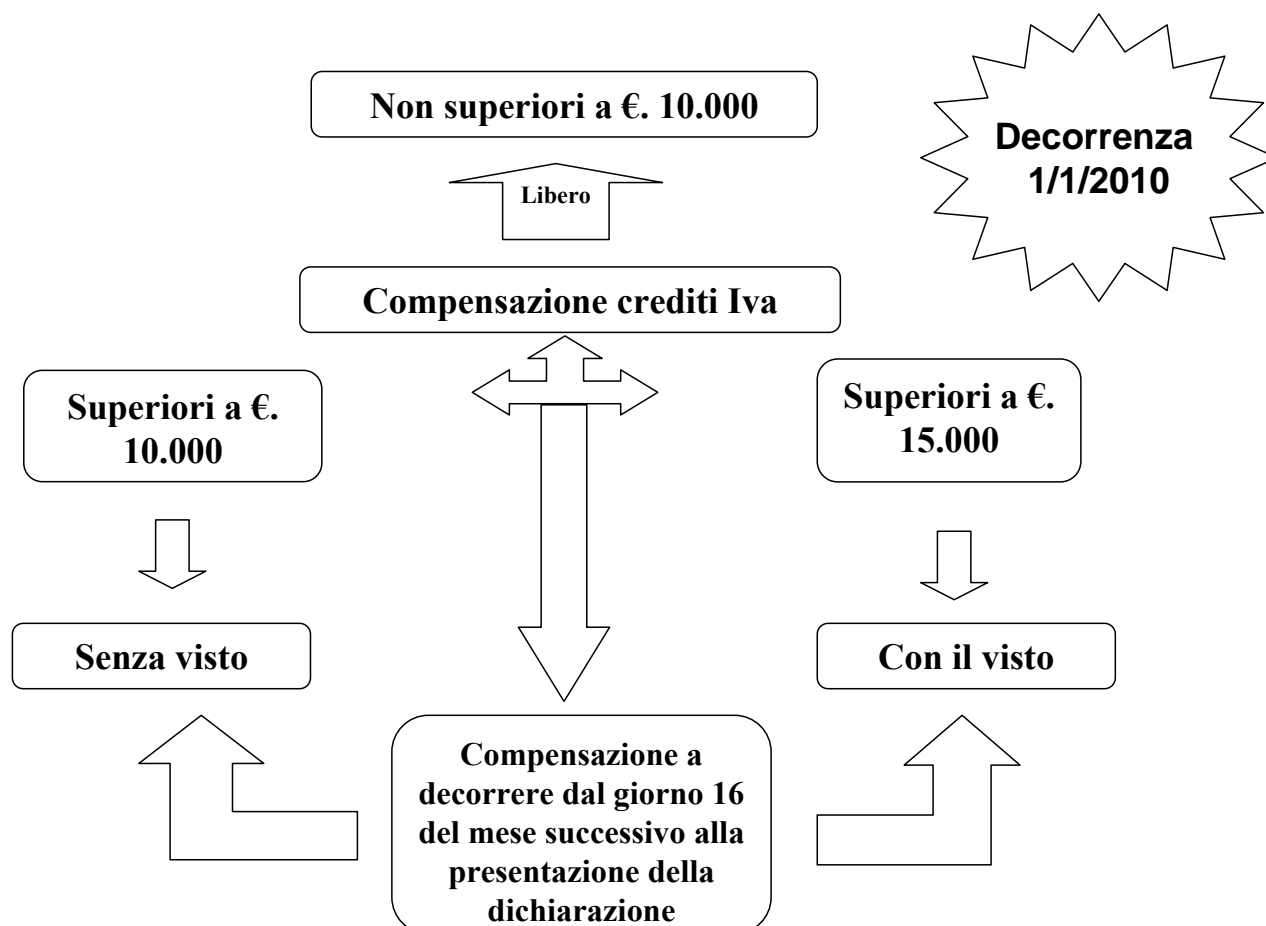 Non superiori a €. 10.000
Decorrenza
1/1/2010
Libero
Compensazione crediti Iva
Superiori a €.
10.000
Superiori a €.
15.000
Senza visto
Con il visto
Compensazione a
decorrere dal giorno 16
del mese successivo alla
presentazione della
dichiarazione